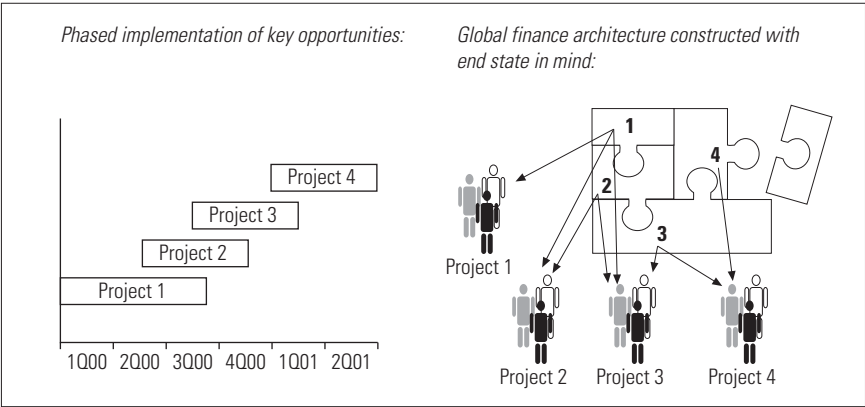 Phased implementation of key opportunities:
Global finance architecture constructed with
end state in mind:
Project 4
Project 3
Project 2
Project 1
1Q00 2Q00 3Q00 4Q00 1Q01 2Q01
1
4
2
3
Project 1
Project 2 Project 3 Project 4